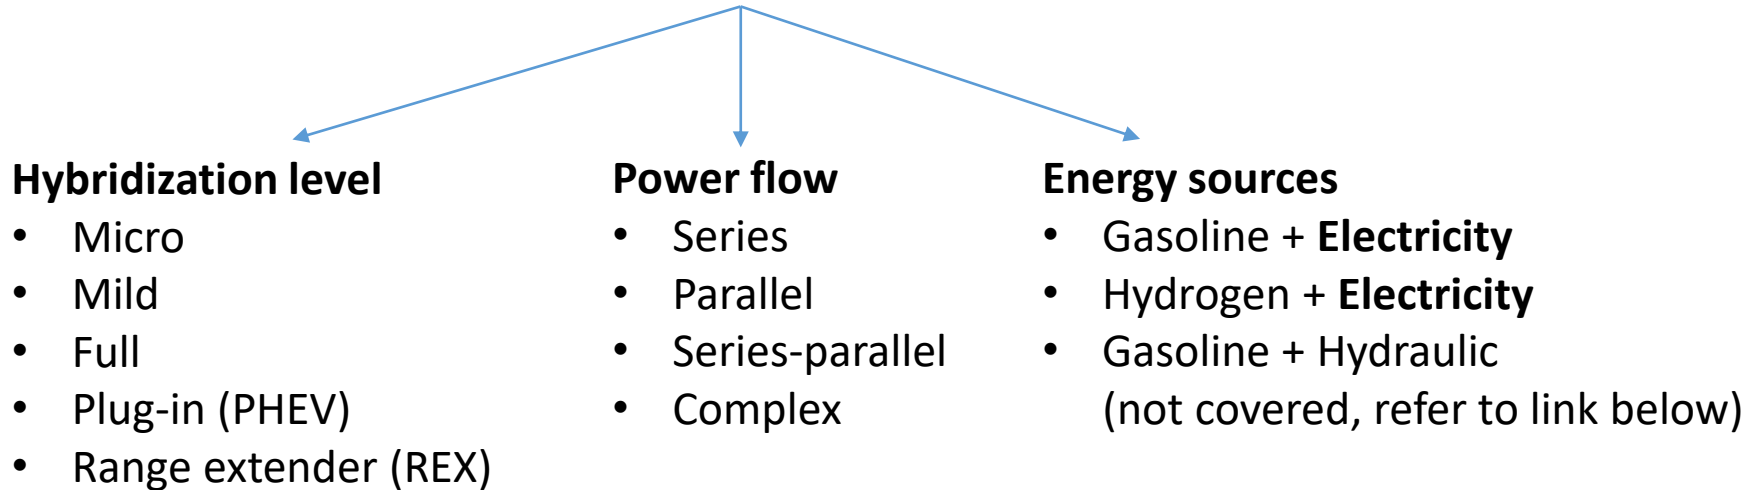 Hybridization level
• Micro
• Mild
• Full
• Plug-in (PHEV)
• Range extender (REX)
Power flow
• Series
• Parallel
• Series-parallel
• Complex
Energy sources
• Gasoline + Electricity
• Hydrogen + Electricity
• Gasoline + Hydraulic
(not covered, refer to link below)